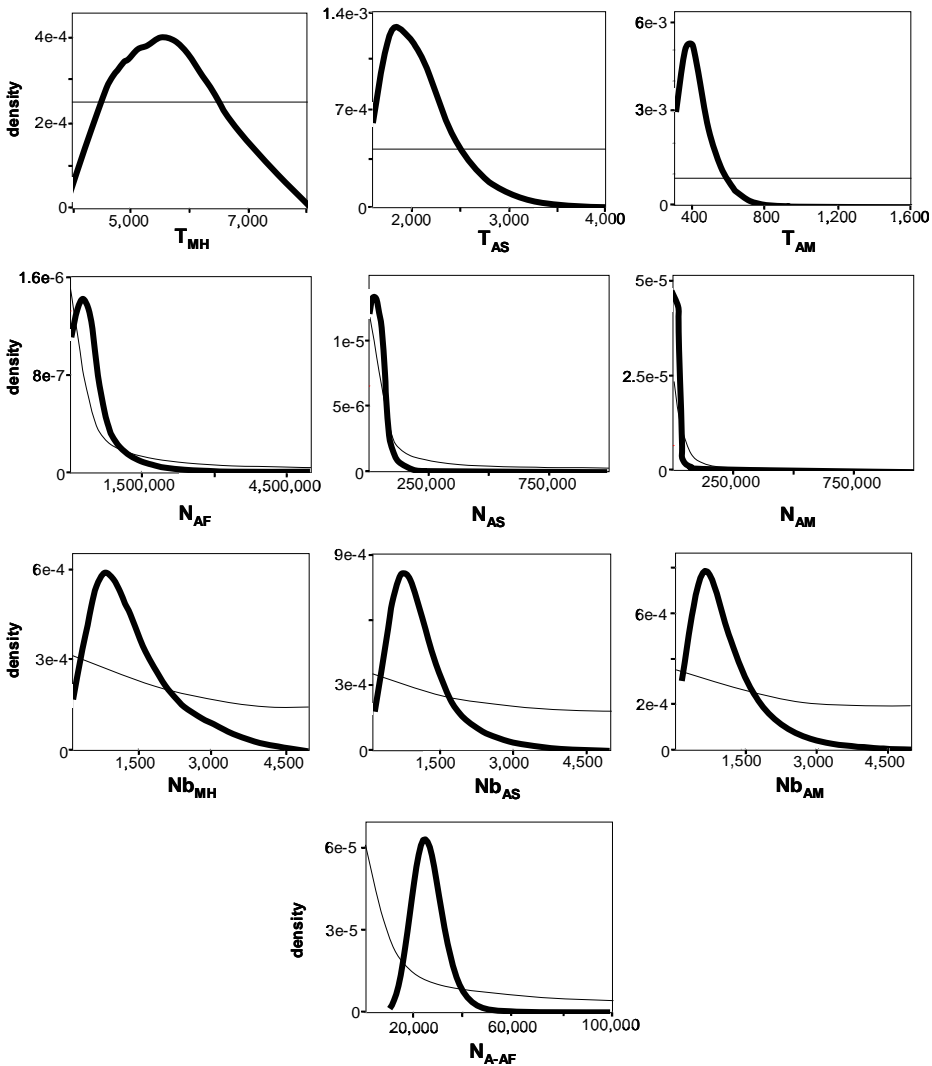 density
4e-4
2e-4
0
5,000 7,000
T_MH
1.4e-3
7e-4
0
2,000 3,000 4,000
T_AS
6e-3
3e-3
0
400 800 1,200 1,600
T_AM
density
1.6e-6
8e-7
0
1,500,000 4,500,000
N_AF
1e-5
5e-6
0
250,000 750,000
N_AS
5e-5
2.5e-5
0
250,000 750,000
N_AM
density
6e-4
3e-4
0
1,500 3,000 4,500
Nb_MH
9e-4
3e-4
0
1,500 3,000 4,500
Nb_AS
6e-4
2e-4
0
1,500 3,000 4,500
Nb_AM
density
6e-5
3e-5
0
20,000 60,000 100,000
N_A-AF